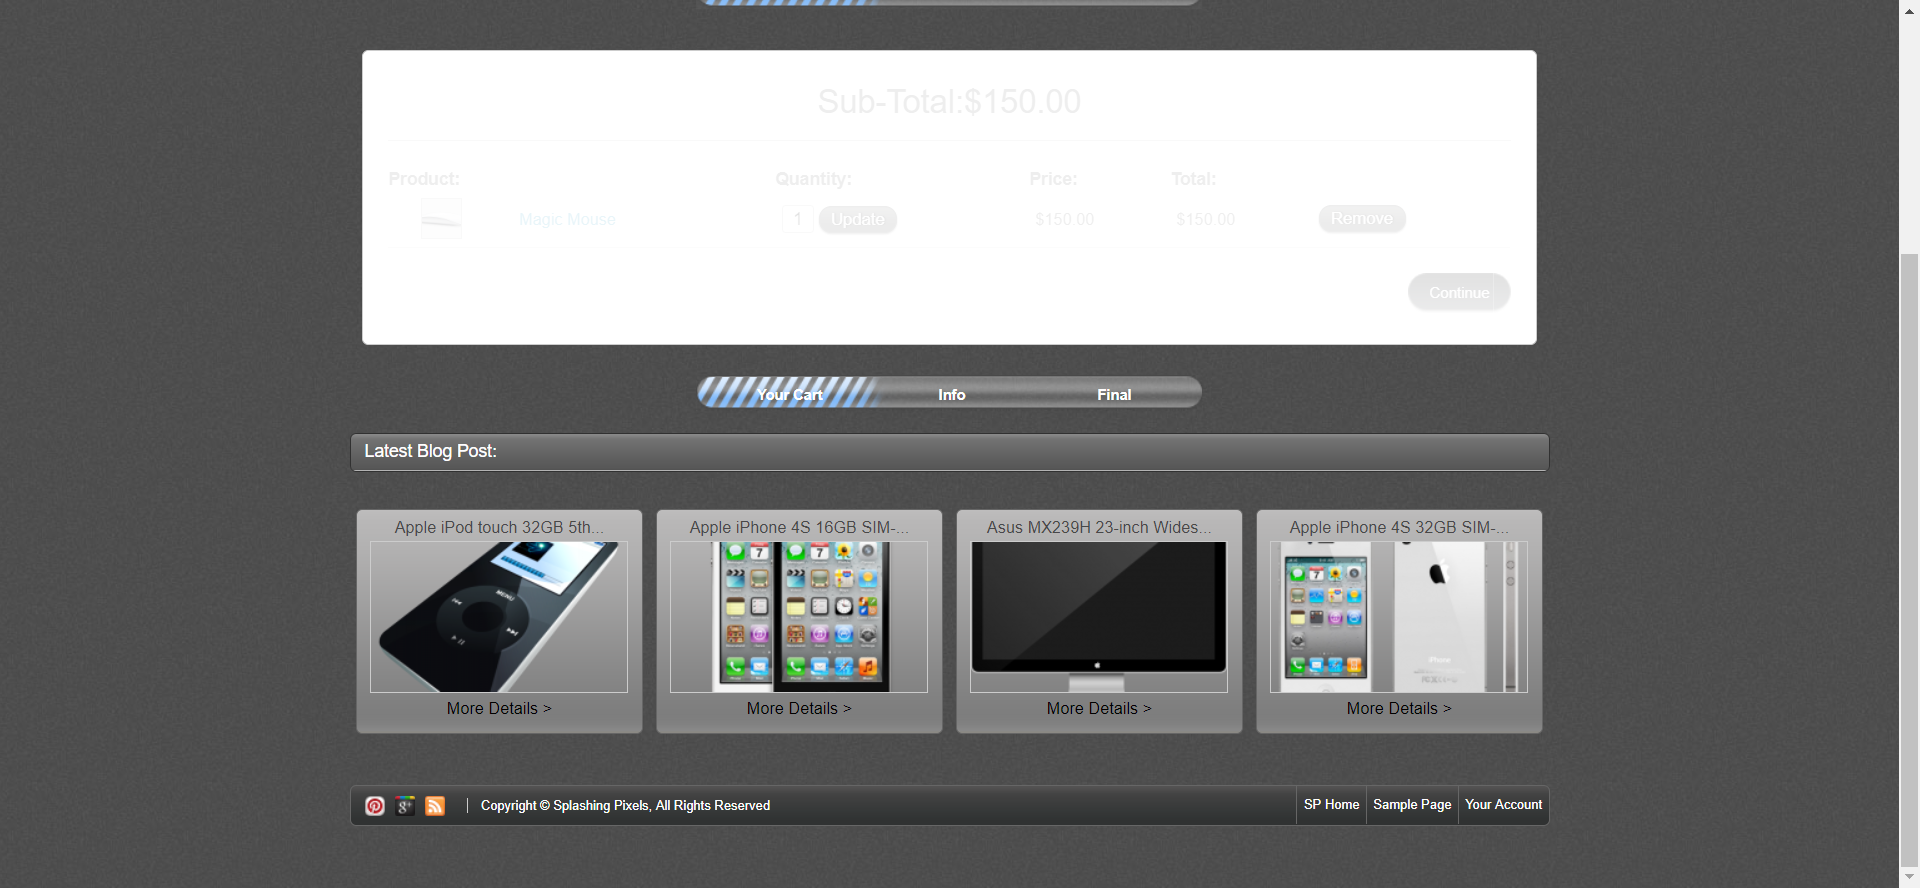 Sub-Total:$150.00
Product: Quantity: Price: Total:
Magic Mouse 1 Update $150.00 $150.00 Remove
Continue
Your Cart Info Final
Latest Blog Post:
Apple iPod touch 32GB 5th... Apple iPhone 4S 16GB SIM-... Asus MX239H 23-inch Wides... Apple iPhone 4S 32GB SIM-...
MENU
iPhone
More Details > More Details > More Details > More Details >
Copyright © Splashing Pixels, All Rights Reserved SP Home Sample Page Your Account